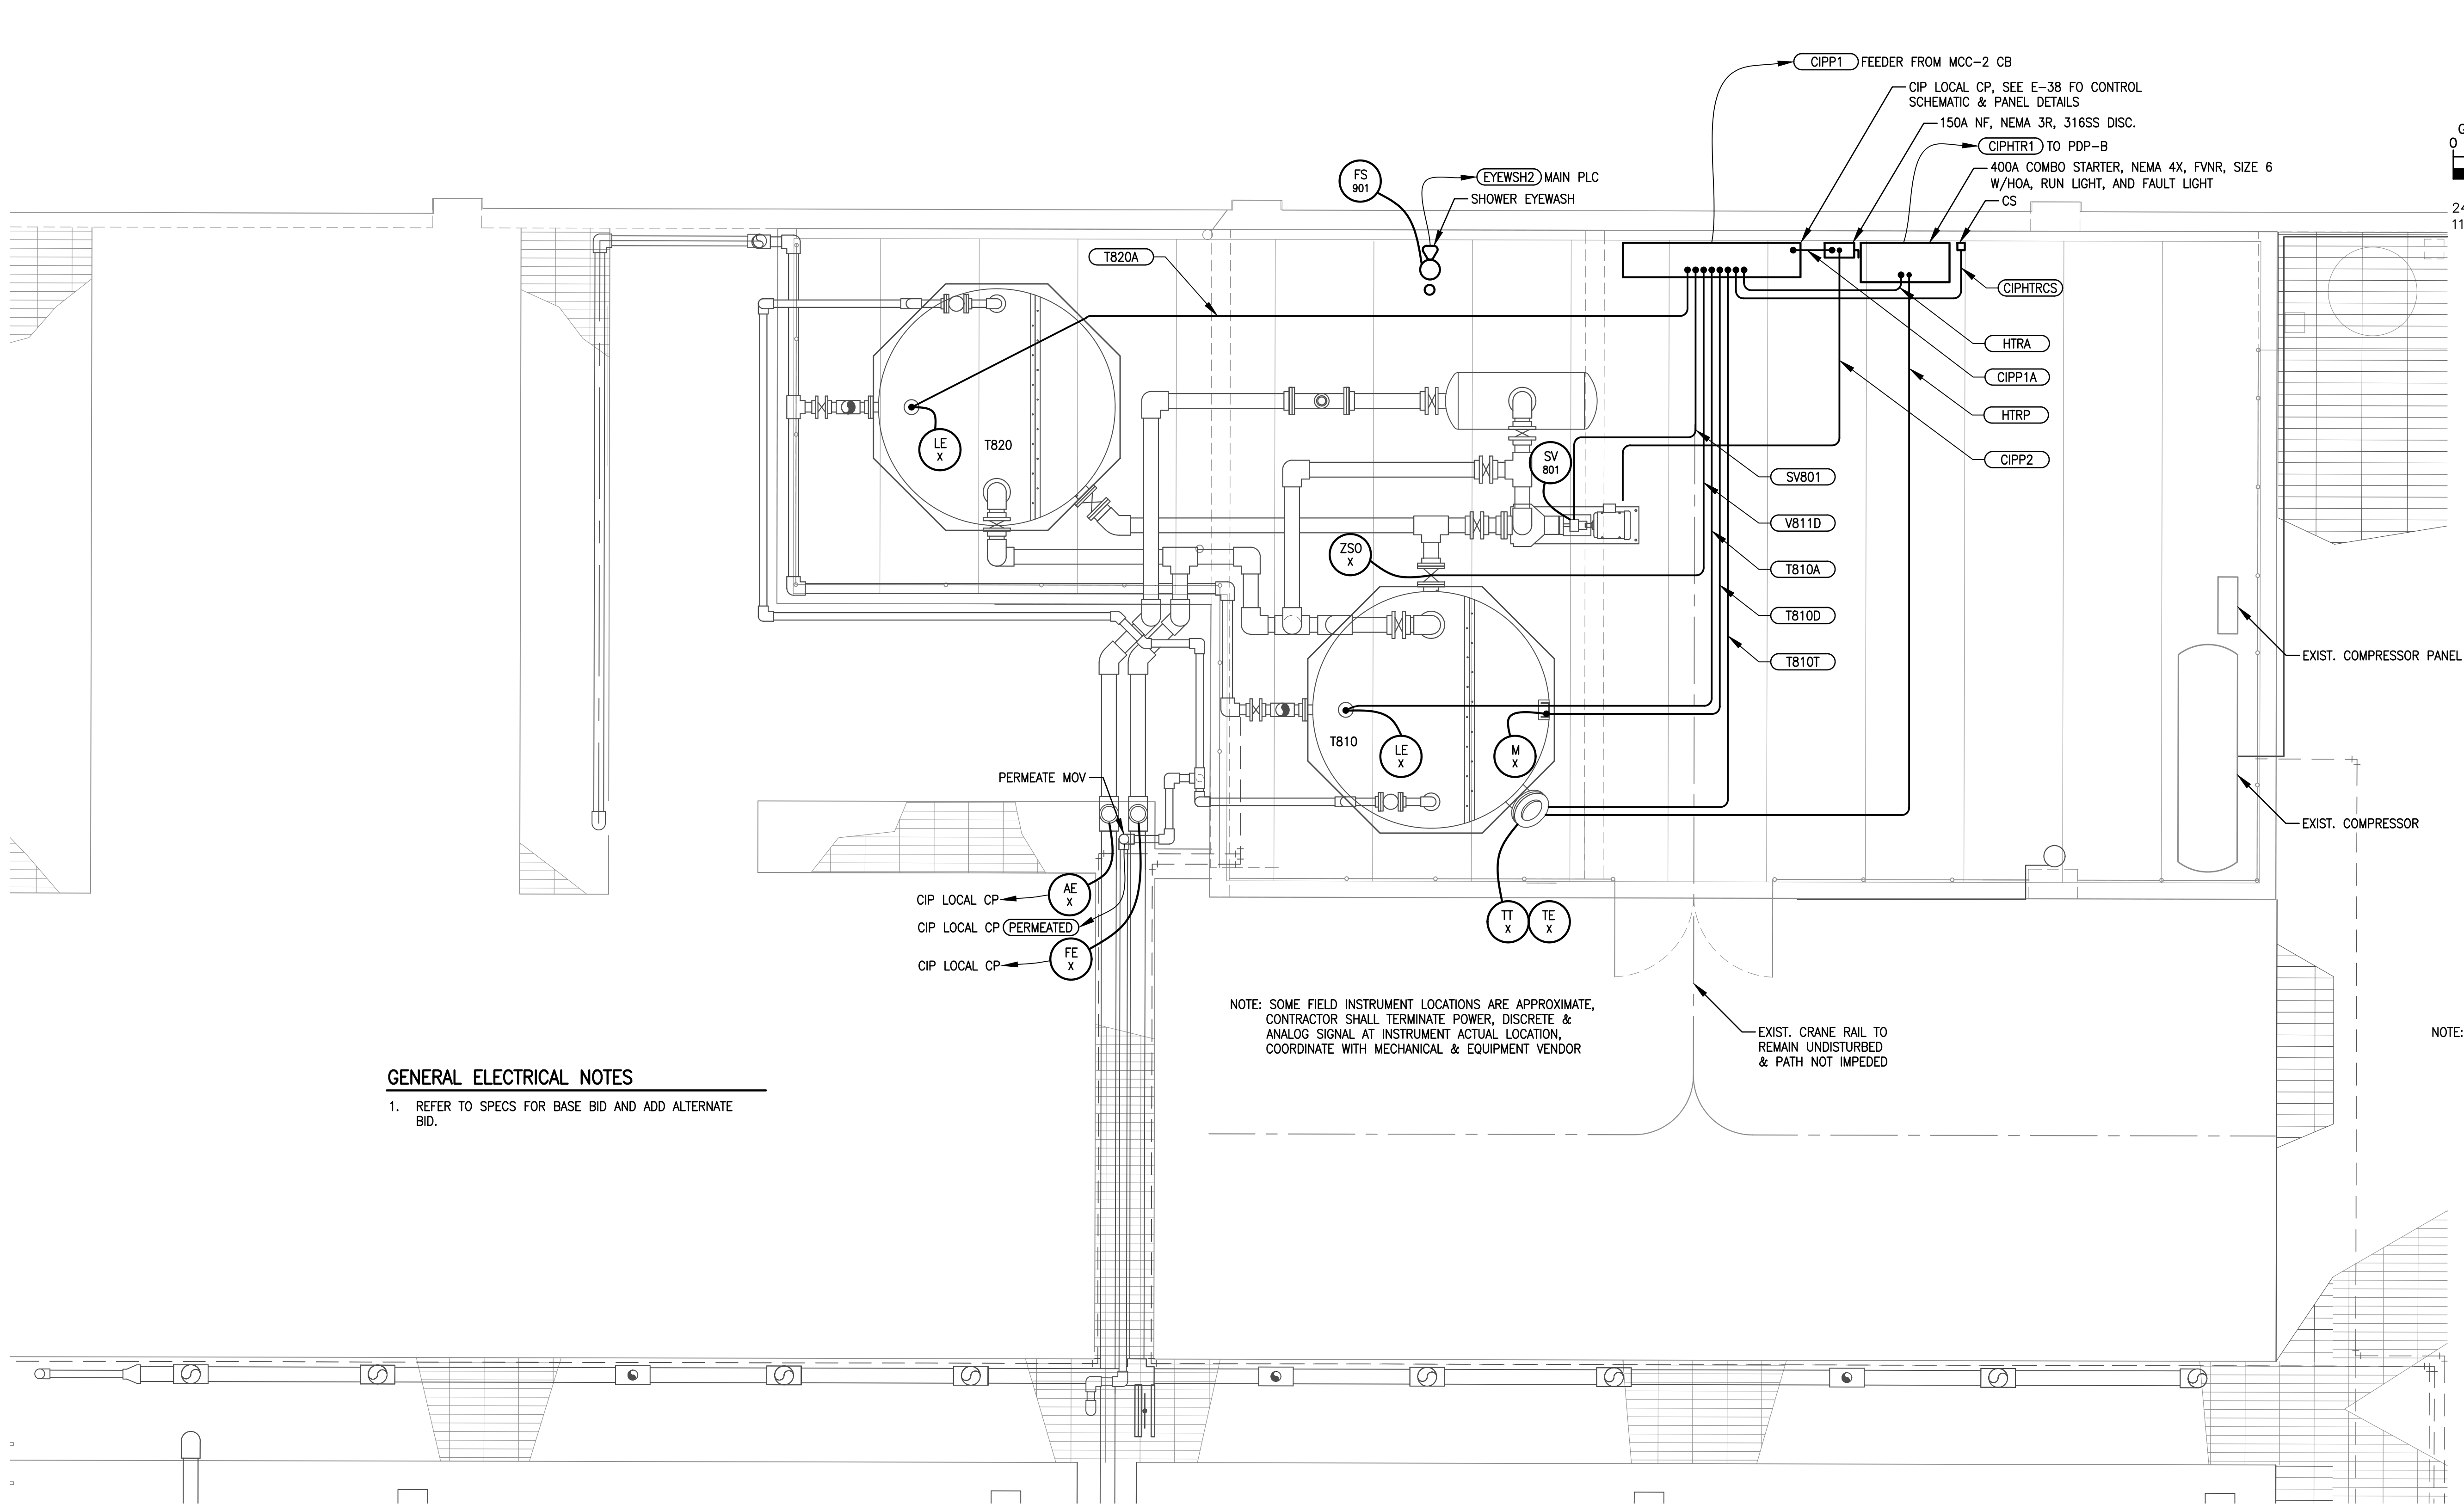 CIPP1 FEEDER FROM MCC-2 CB
CIP LOCAL CP, SEE E-38 FO CONTROL
SCHEMATIC & PANEL DETAILS
150A NF, NEMA 3R, 316SS DISC.
CIPHTR1 TO PDP-B
400A COMBO STARTER, NEMA 4X, FVNR, SIZE 6
W/HOA, RUN LIGHT, AND FAULT LIGHT
CS
G
0
24
11
FS
901
EYEWSH2 MAIN PLC
SHOWER EYEWASH
T820A
CIPHTRCS
HTRA
CIPP1A
HTRP
CIPP2
LE
X
T820
SV
801
SV801
V811D
T810A
T810D
T810T
ZSO
X
EXIST. COMPRESSOR PANEL
T810
LE
X
M
X
PERMEATE MOV
EXIST. COMPRESSOR
CIP LOCAL CP
AE
X
CIP LOCAL CP PERMEATED
CIP LOCAL CP
FE
X
TT
X
TE
X
NOTE: SOME FIELD INSTRUMENT LOCATIONS ARE APPROXIMATE,
CONTRACTOR SHALL TERMINATE POWER, DISCRETE &
ANALOG SIGNAL AT INSTRUMENT ACTUAL LOCATION,
COORDINATE WITH MECHANICAL & EQUIPMENT VENDOR
EXIST. CRANE RAIL TO
REMAIN UNDISTURBED
& PATH NOT IMPEDED
NOTE:
GENERAL ELECTRICAL NOTES
1. REFER TO SPECS FOR BASE BID AND ADD ALTERNATE
BID.